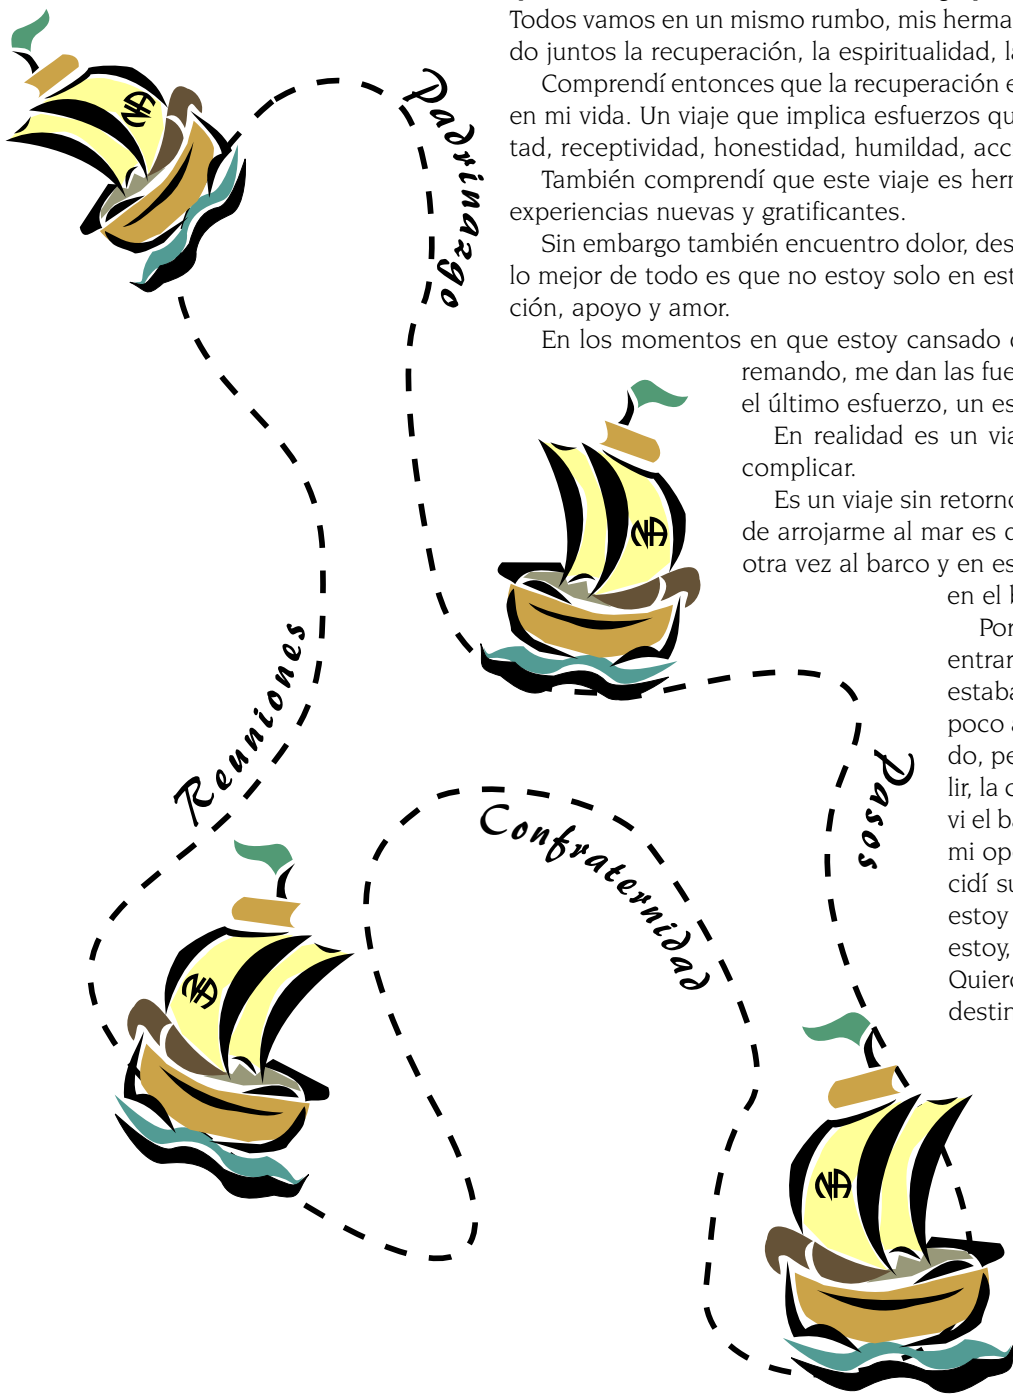 Todos vamos en un mismo rumbo, mis herma
do juntos la recuperación, la espiritualidad, la
Comprendí entonces que la recuperación e
en mi vida. Un viaje que implica esfuerzos qu
tad, receptividad, honestidad, humildad, acc
También comprendí que este viaje es herm
experiencias nuevas y gratificantes.
Sin embargo también encuentro dolor, des
lo mejor de todo es que no estoy solo en est
ción, apoyo y amor.
En los momentos en que estoy cansado
remando, me dan las fue
el último esfuerzo, un es
En realidad es un via
complicar.
Es un viaje sin retorno
de arrojarme al mar es
otra vez al barco y en es
en el
Por
entrar
estaba
poco a
do, pe
lir, la
vi el ba
mi op
cidí su
estoy
estoy,
Quiero
destin
Padrinazgo
Reuniones
Confraternidad
Pasos
NA
NA
NA
NA